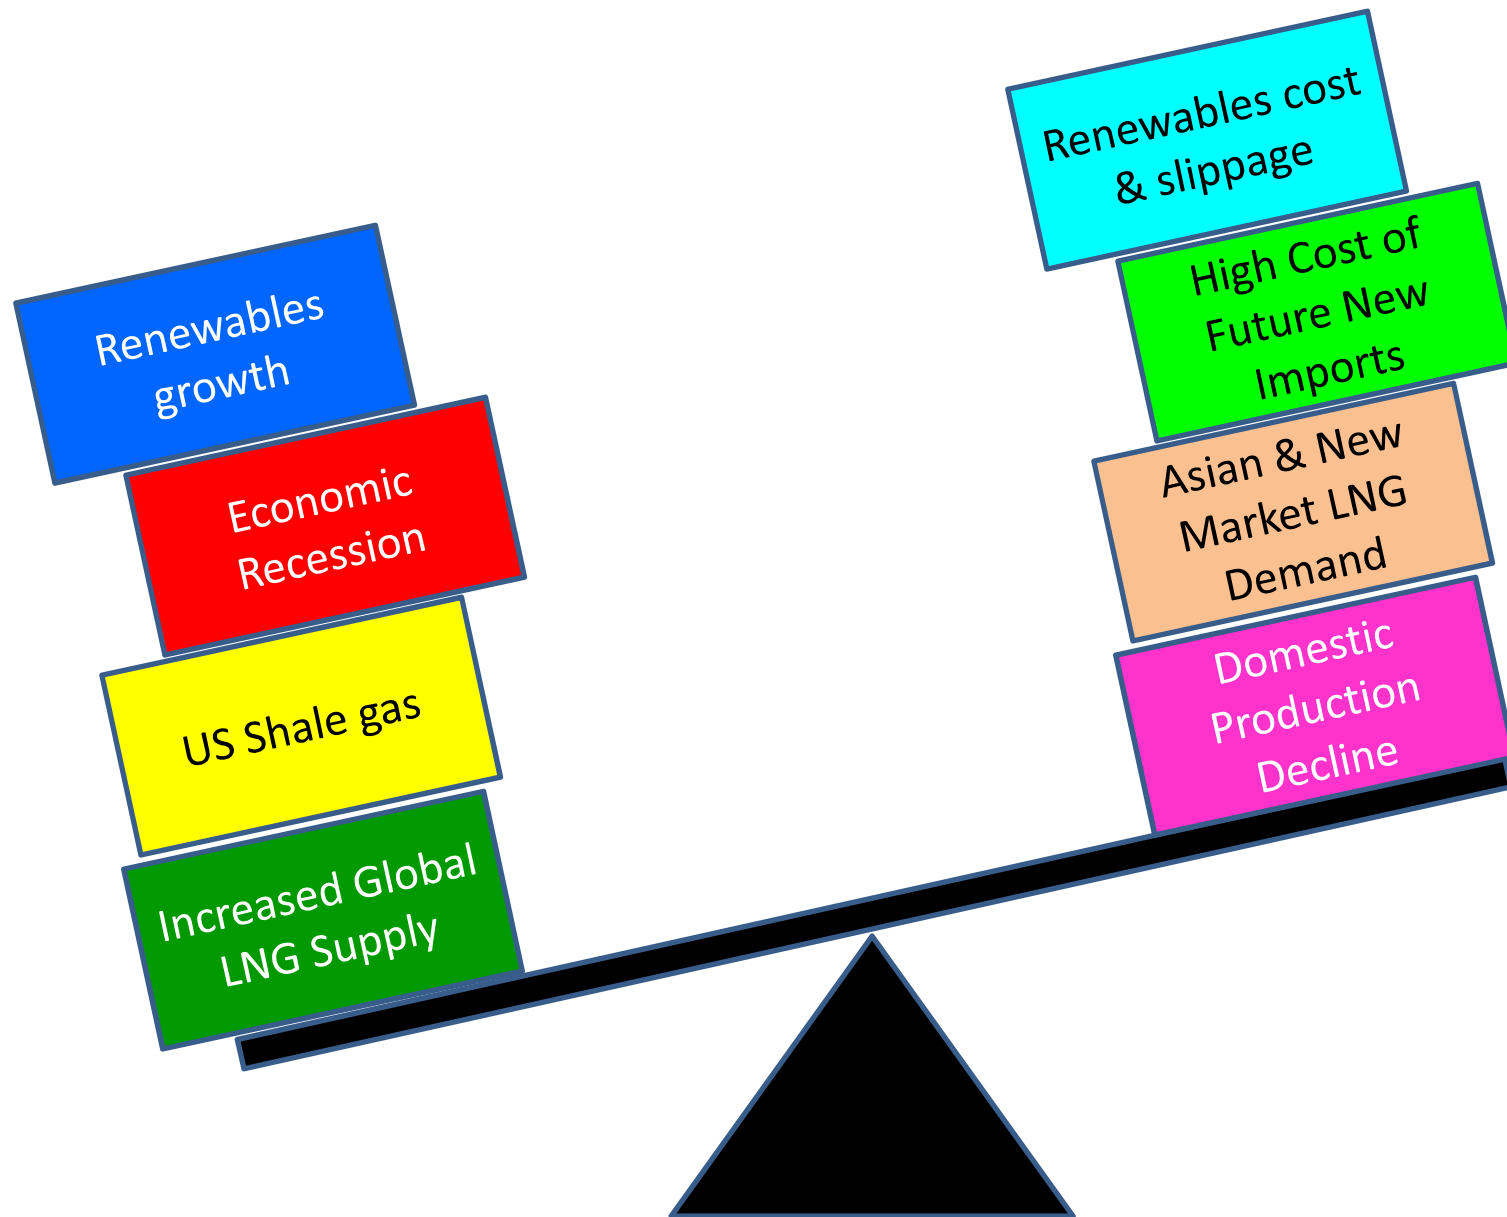 Renewables
growth
Economic
Recession
US Shale gas
Increased Global
LNG Supply
Renewables cost
& slippage
High Cost of
Future New
Imports
Asian & New
Market LNG
Demand
Domestic
Production
Decline